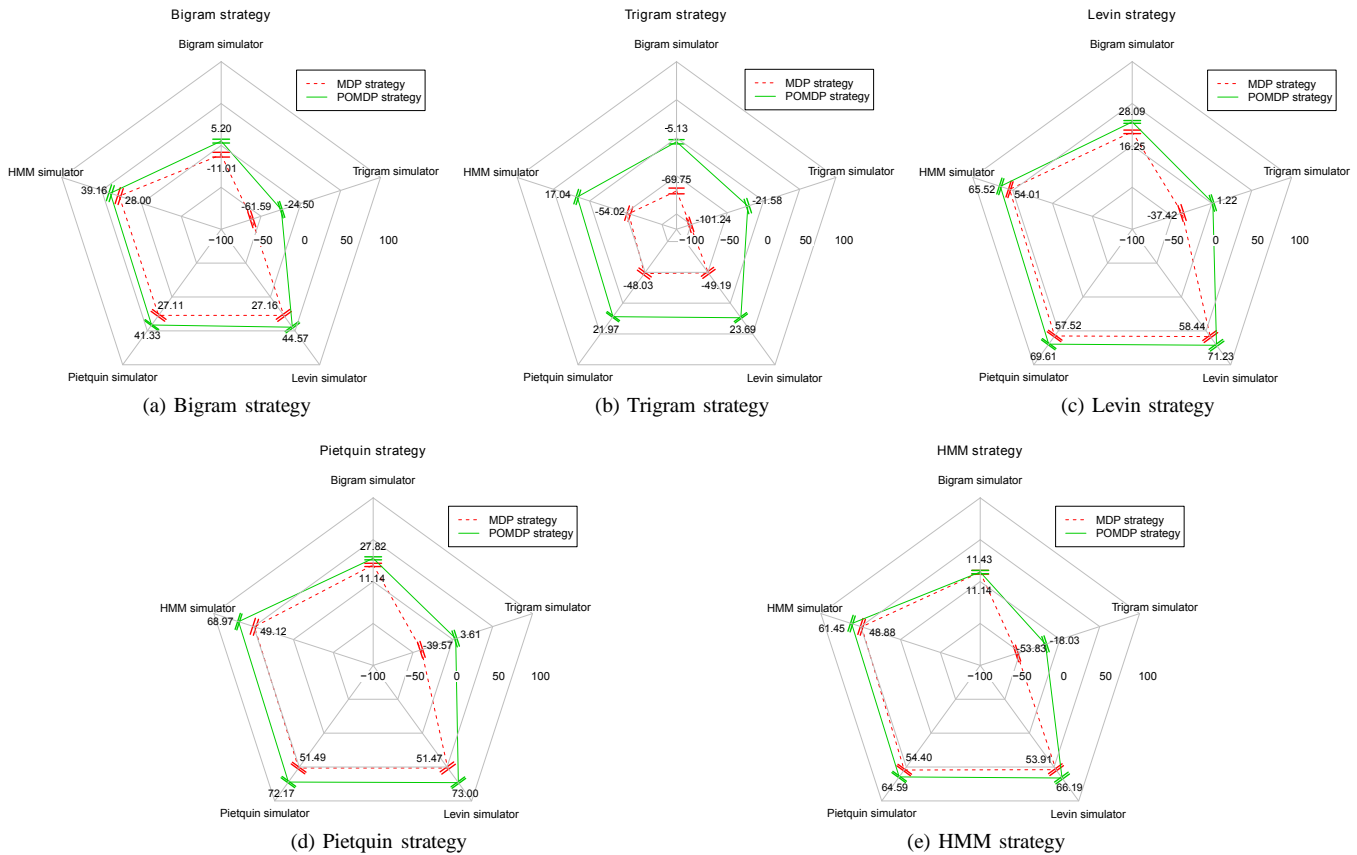 Bigram strategy
Bigram simulator
MDP strategy
POMDP strategy
5.20
-11.01
HMM simulator
Trigram simulator
39.16
28.00
-61.59
-24.50
−100 −50 0 50 100
27.11
27.16
41.33
44.57
Pietquin simulator
Levin simulator
(a) Bigram strategy
Trigram strategy
Bigram simulator
MDP strategy
POMDP strategy
-5.13
-69.75
HMM simulator
Trigram simulator
17.04
-54.02
-101.24
-21.58
−100 −50 0 50 100
-48.03
-49.19
21.97
23.69
Pietquin simulator
Levin simulator
(b) Trigram strategy
Levin strategy
Bigram simulator
MDP strategy
POMDP strategy
28.09
16.25
HMM simulator
Trigram simulator
65.52
54.01
-37.42
1.22
−100 −50 0 50 100
57.52
58.44
69.61
71.23
Pietquin simulator
Levin simulator
(c) Levin strategy
Pietquin strategy
Bigram simulator
MDP strategy
POMDP strategy
27.82
11.14
HMM simulator
Trigram simulator
68.97
49.12
-39.57
3.61
−100 −50 0 50 100
51.49
51.47
72.17
73.00
Pietquin simulator
Levin simulator
(d) Pietquin strategy
HMM strategy
Bigram simulator
MDP strategy
POMDP strategy
11.43
11.14
HMM simulator
Trigram simulator
61.45
48.88
-53.83
-18.03
−100 −50 0 50 100
54.40
53.91
64.59
66.19
Pietquin simulator
Levin simulator
(e) HMM strategy